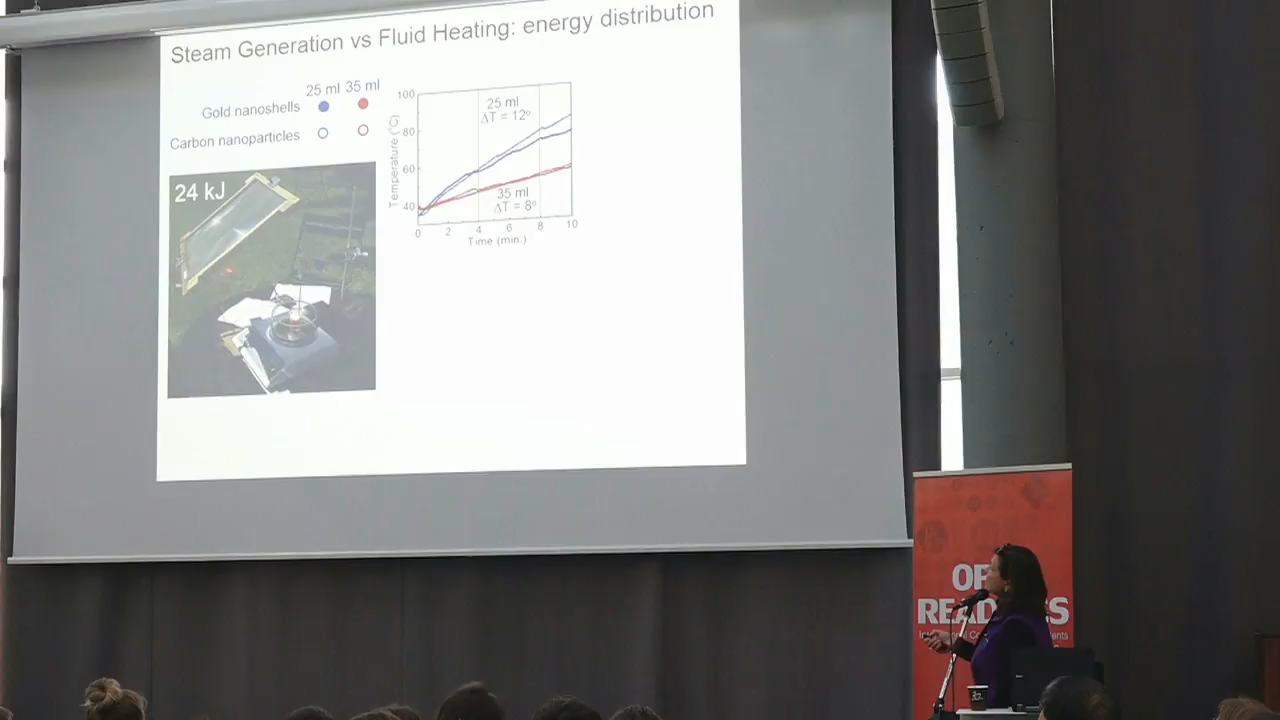 Steam Generation vs Fluid Heating: energy distribution
25 ml 35 ml
Gold nanoshells
Carbon nanoparticles
24 kJ
Temperature (°C)
100
80
60
40
25 ml
ΔT = 12°
35 ml
ΔT = 8°
0 2 4 6 8 10
Time (min.)